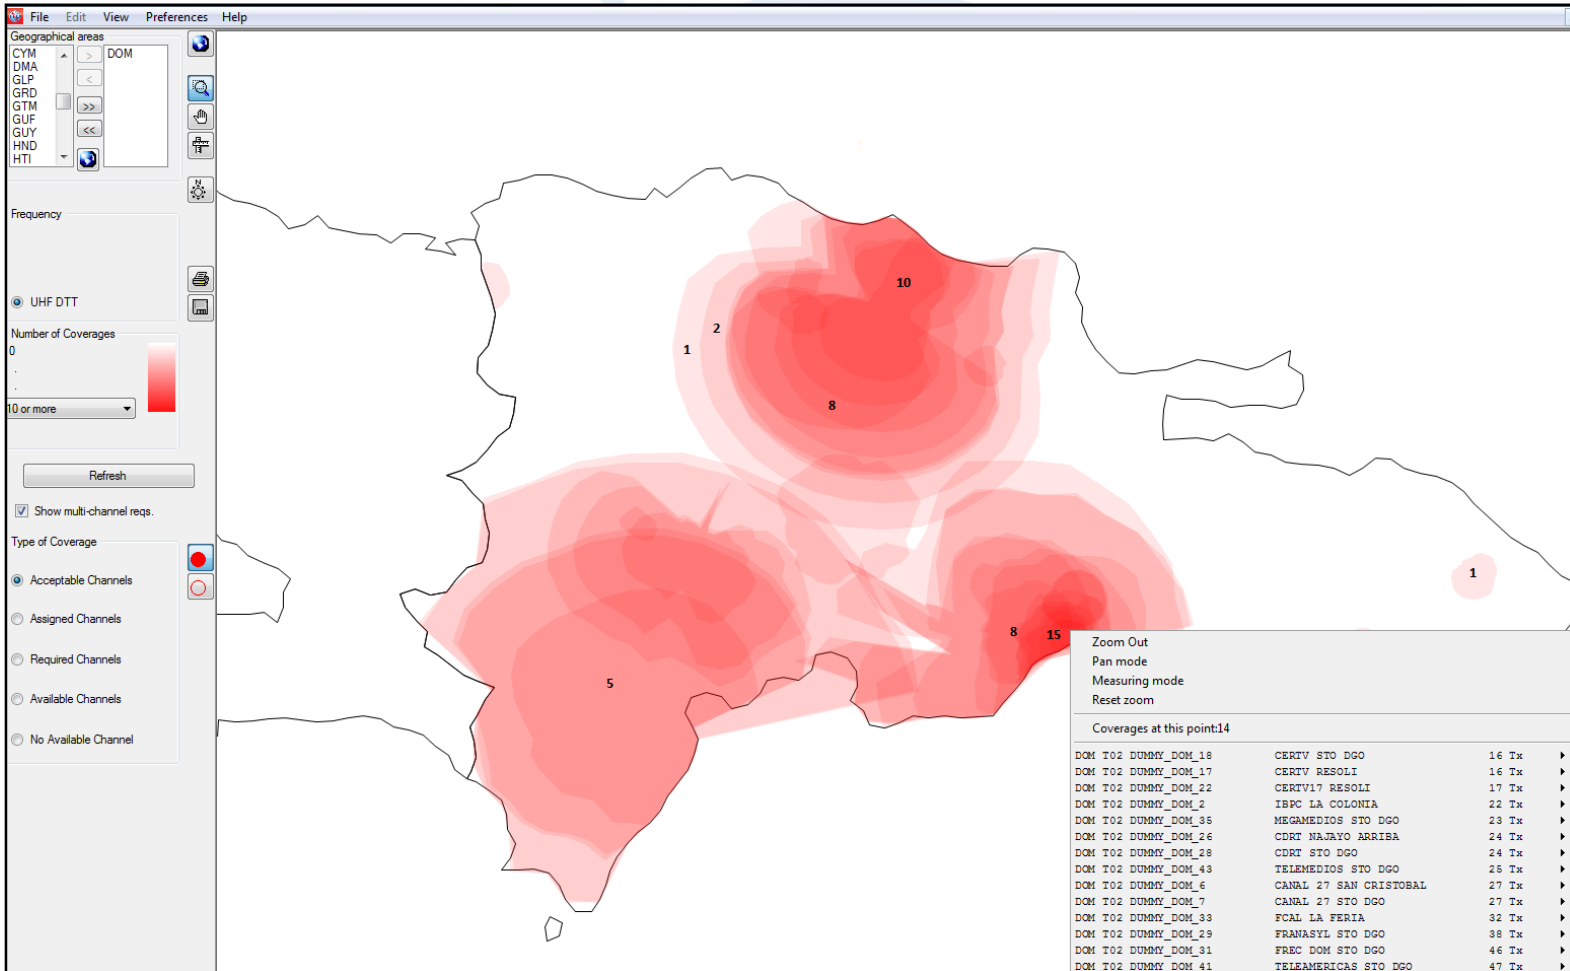 File Edit View Preferences Help
Geographical areas
CYM
DMA
GLP
GRD
GTM
GUF
GUY
HND
HTI
>
<
>>
<<
DOM
N
Frequency
UHF DTT
Number of Coverages
0
.
.
10 or more
Refresh
Show multi-channel reqs.
Type of Coverage
Acceptable Channels
Assigned Channels
Required Channels
Available Channels
No Available Channel
10
2
1
8
1
8
15
5
Zoom Out
Pan mode
Measuring mode
Reset zoom
Coverages at this point:14
DOM T02 DUMMY_DOM_18 CERTV STO DGO 16 Tx
DOM T02 DUMMY_DOM_17 CERTV RESOLI 16 Tx
DOM T02 DUMMY_DOM_22 CERTV17 RESOLI 17 Tx
DOM T02 DUMMY_DOM_2 IBPC LA COLONIA 22 Tx
DOM T02 DUMMY_DOM_35 MEGAMEDIOS STO DGO 23 Tx
DOM T02 DUMMY_DOM_26 CDRT NAJAYO ARRIBA 24 Tx
DOM T02 DUMMY_DOM_28 CDRT STO DGO 24 Tx
DOM T02 DUMMY_DOM_43 TELEMEDIOS STO DGO 25 Tx
DOM T02 DUMMY_DOM_6 CANAL 27 SAN CRISTOBAL 27 Tx
DOM T02 DUMMY_DOM_7 CANAL 27 STO DGO 27 Tx
DOM T02 DUMMY_DOM_33 FCAL LA FERIA 32 Tx
DOM T02 DUMMY_DOM_29 FRANASYL STO DGO 38 Tx
DOM T02 DUMMY_DOM_31 FREC DOM STO DGO 46 Tx
DOM T02 DUMMY_DOM_41 TELEAMERICAS STO DGO 47 Tx